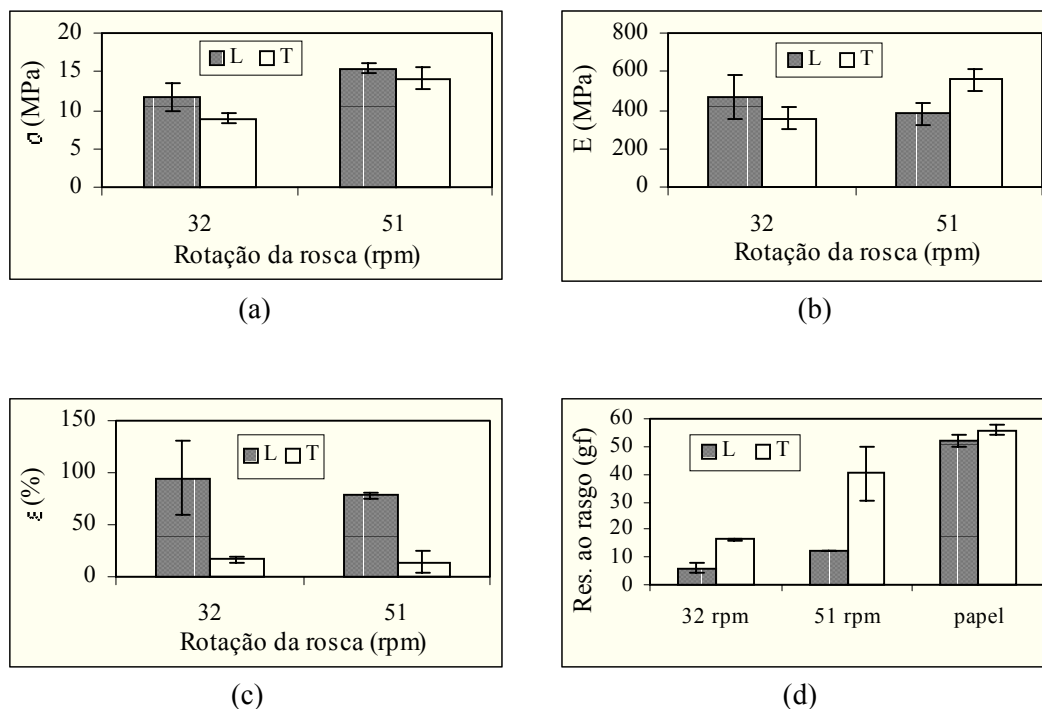 20
15
10
5
0
σ (MPa)
L T
32 51
Rotação da rosca (rpm)
(a)
800
600
400
200
0
E (MPa)
L T
32 51
Rotação da rosca (rpm)
(b)
150
100
50
0
ε (%)
L T
32 51
Rotação da rosca (rpm)
(c)
60
50
40
30
20
10
0
Res. ao rasgo (gf)
L T
32 rpm 51 rpm papel
(d)